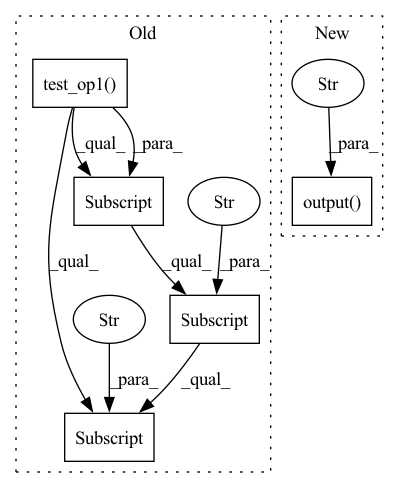 Old
New
test_op1()
Str
_qual_
_para_
_para_
Subscript
Str
output()
_qual_
_qual_
_para_
Str
Subscript
_para_
_qual_
Subscript